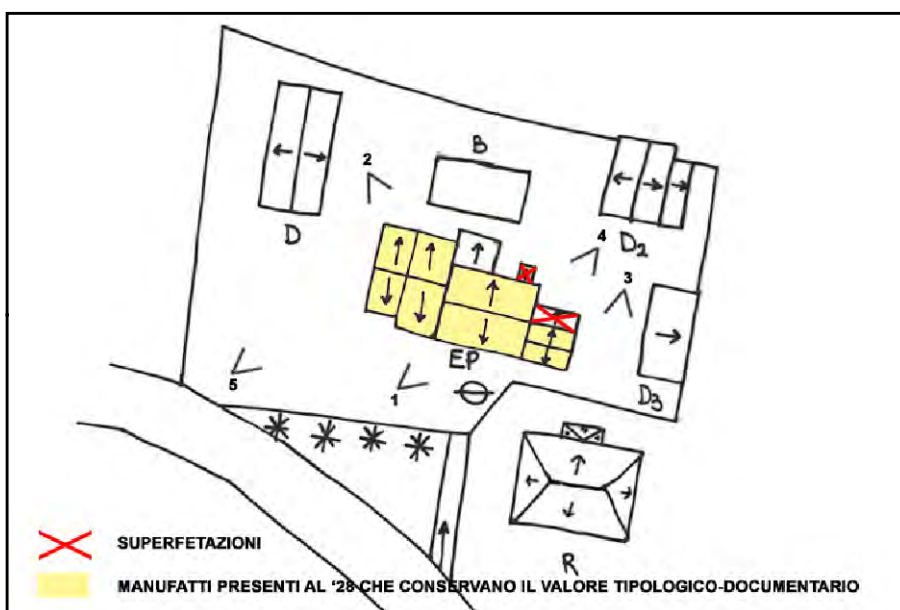 B
2
D
D2
4
3
EP
5
1
D3
R
SUPERFETAZIONI
MANUFATTI PRESENTI AL '28 CHE CONSERVANO IL VALORE TIPOLOGICO-DOCUMENTARIO